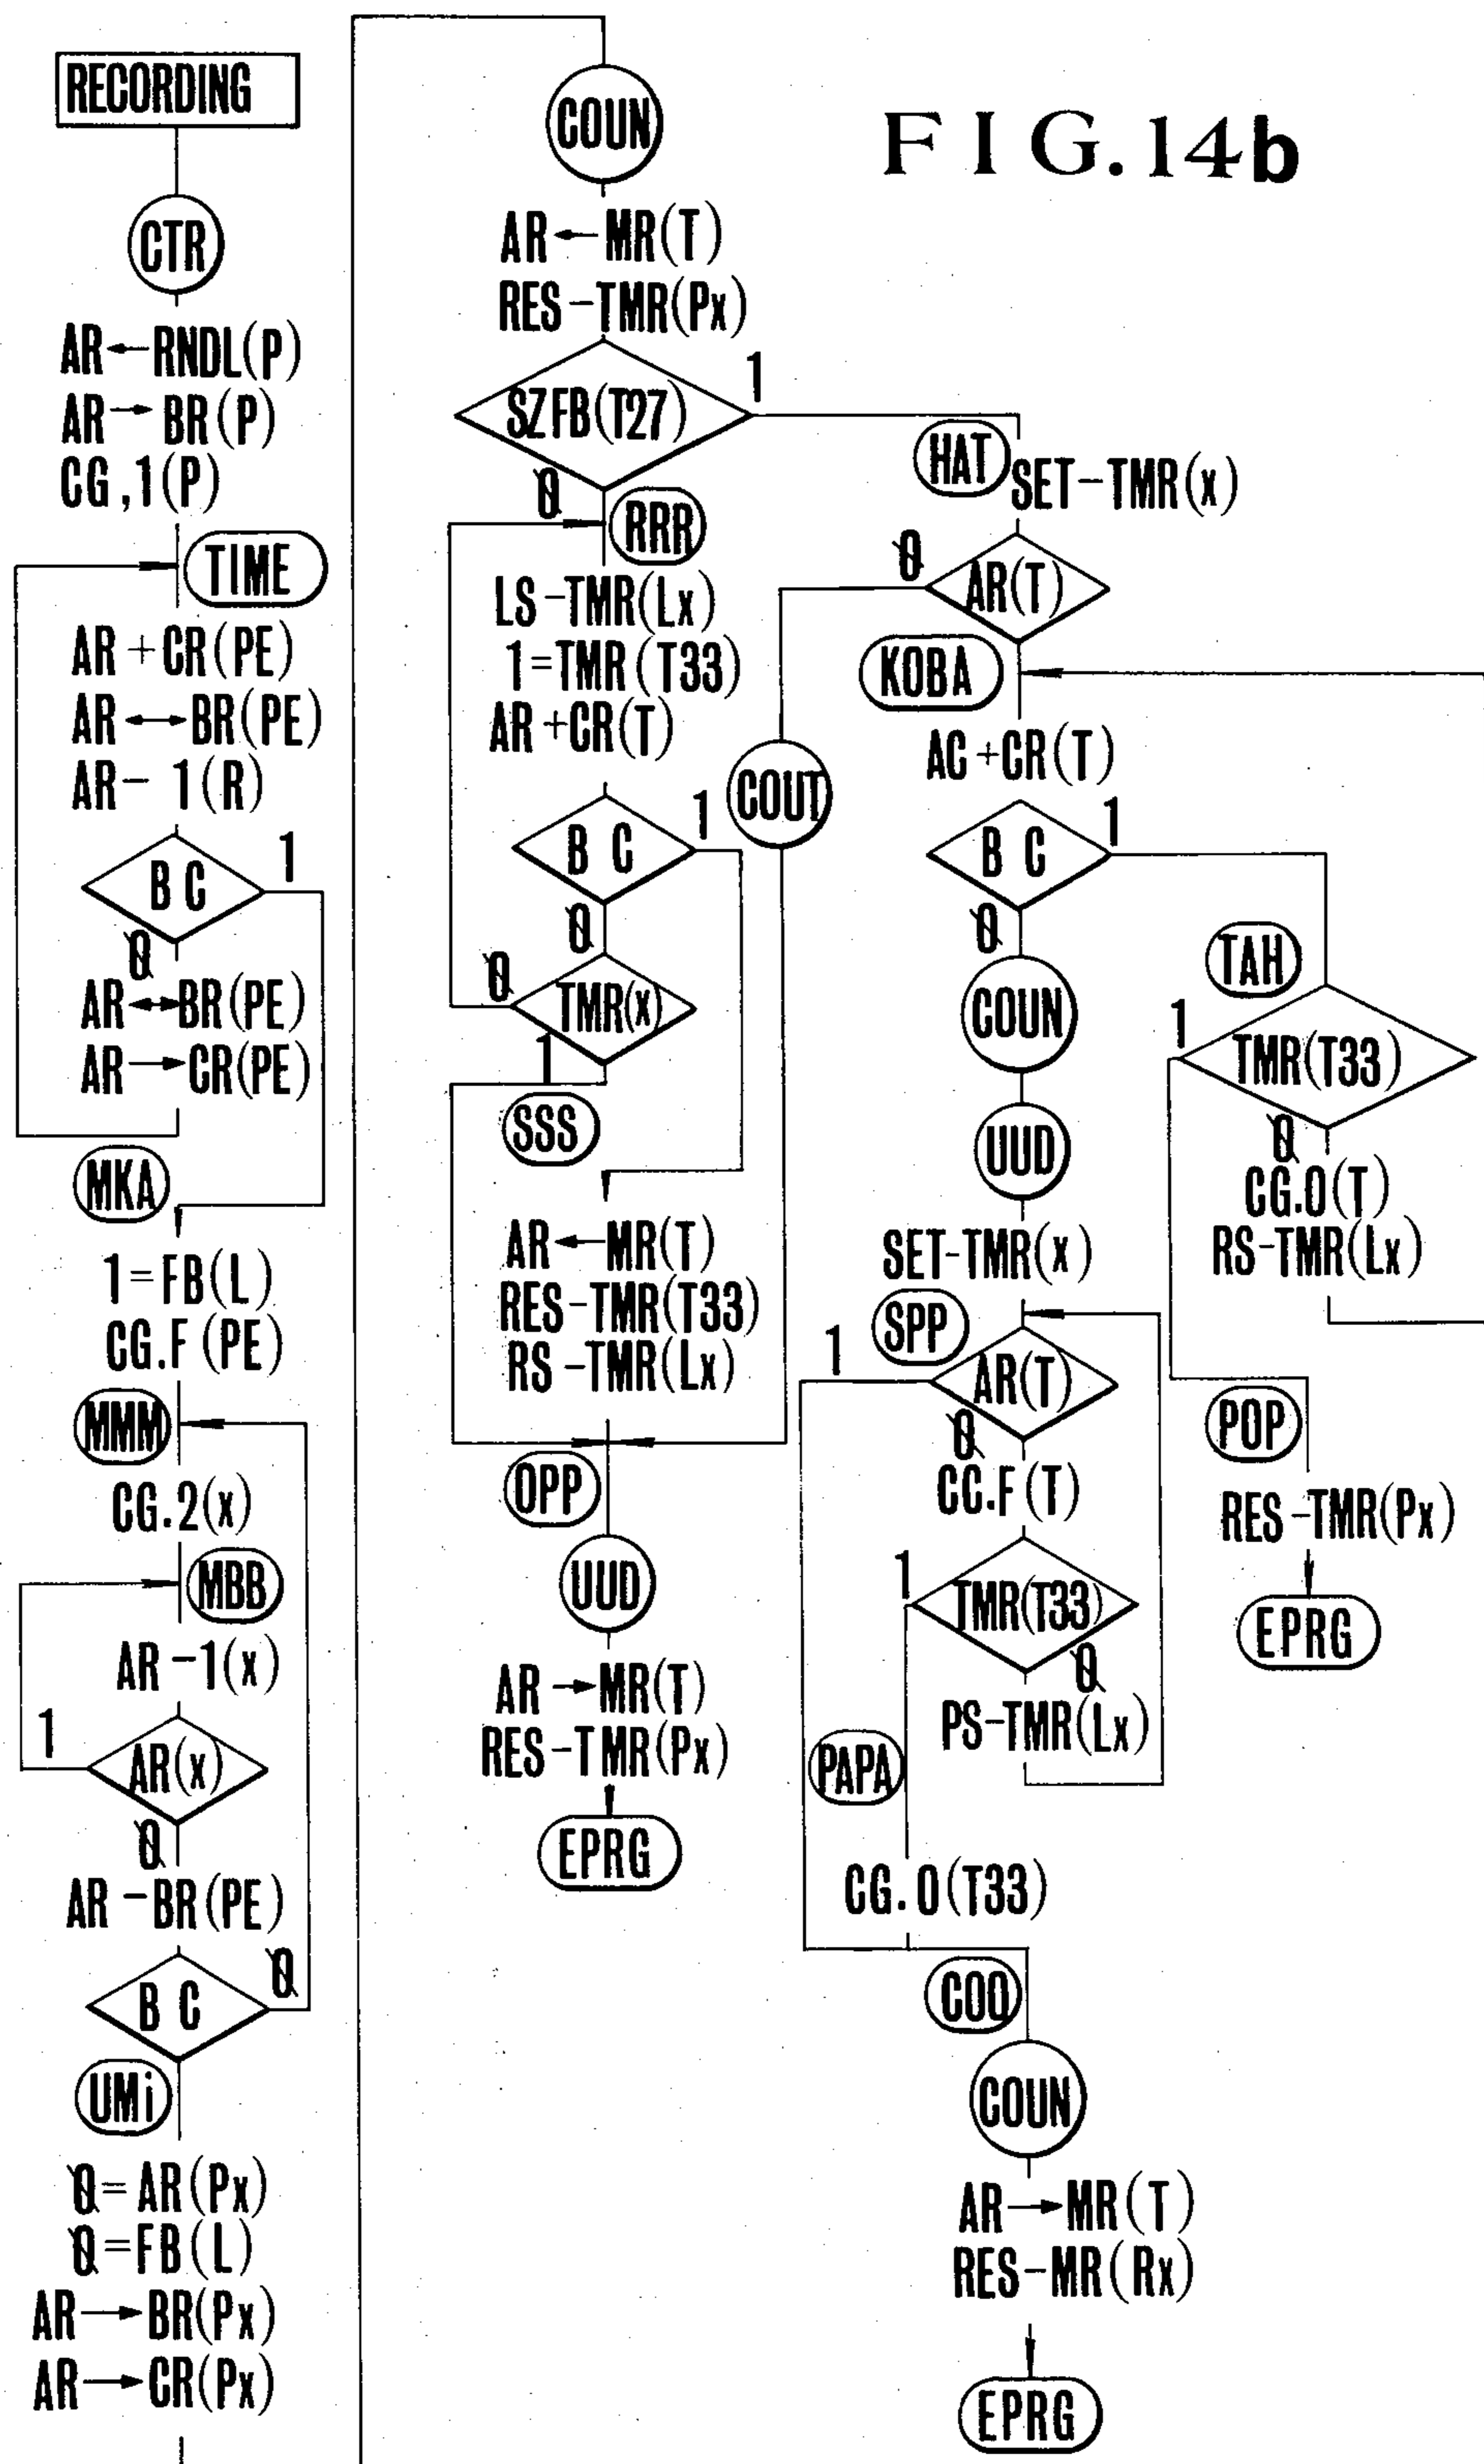 FIG.14b
RECORDING
CTR
AR←RNDL(P)
AR→BR(P)
CG,1(P)
TIME
AR+CR(PE)
AR↔BR(PE)
AR-1(R)
BC
1
0
AR↔BR(PE)
AR→CR(PE)
MKA
1=FB(L)
CG.F(PE)
MMM
CG.2(x)
MBB
AR-1(x)
1
AR(x)
0
AR-BR(PE)
BC
0
UMi
0=AR(Px)
0=FB(L)
AR→BR(Px)
AR→CR(Px)
COUN
AR←MR(T)
RES-TMR(Px)
SZFB(T27)
1
0
RRR
LS-TMR(Lx)
1=TMR(T33)
AR+CR(T)
BC
1
0
0
TMR(x)
1
SSS
AR←MR(T)
RES-TMR(T33)
RS-TMR(Lx)
OPP
UUD
AR→MR(T)
RES-TMR(Px)
EPRG
HAT
SET-TMR(x)
0
AR(T)
COUT
KOBA
AC+CR(T)
BC
1
0
COUN
UUD
SET-TMR(x)
SPP
1
AR(T)
0
CC.F(T)
1
TMR(T33)
0
PS-TMR(Lx)
PAPA
CG.0(T33)
COO
COUN
AR→MR(T)
RES-MR(Rx)
EPRG
TAH
1
TMR(T33)
0
CG.0(T)
RS-TMR(Lx)
POP
RES-TMR(Px)
EPRG